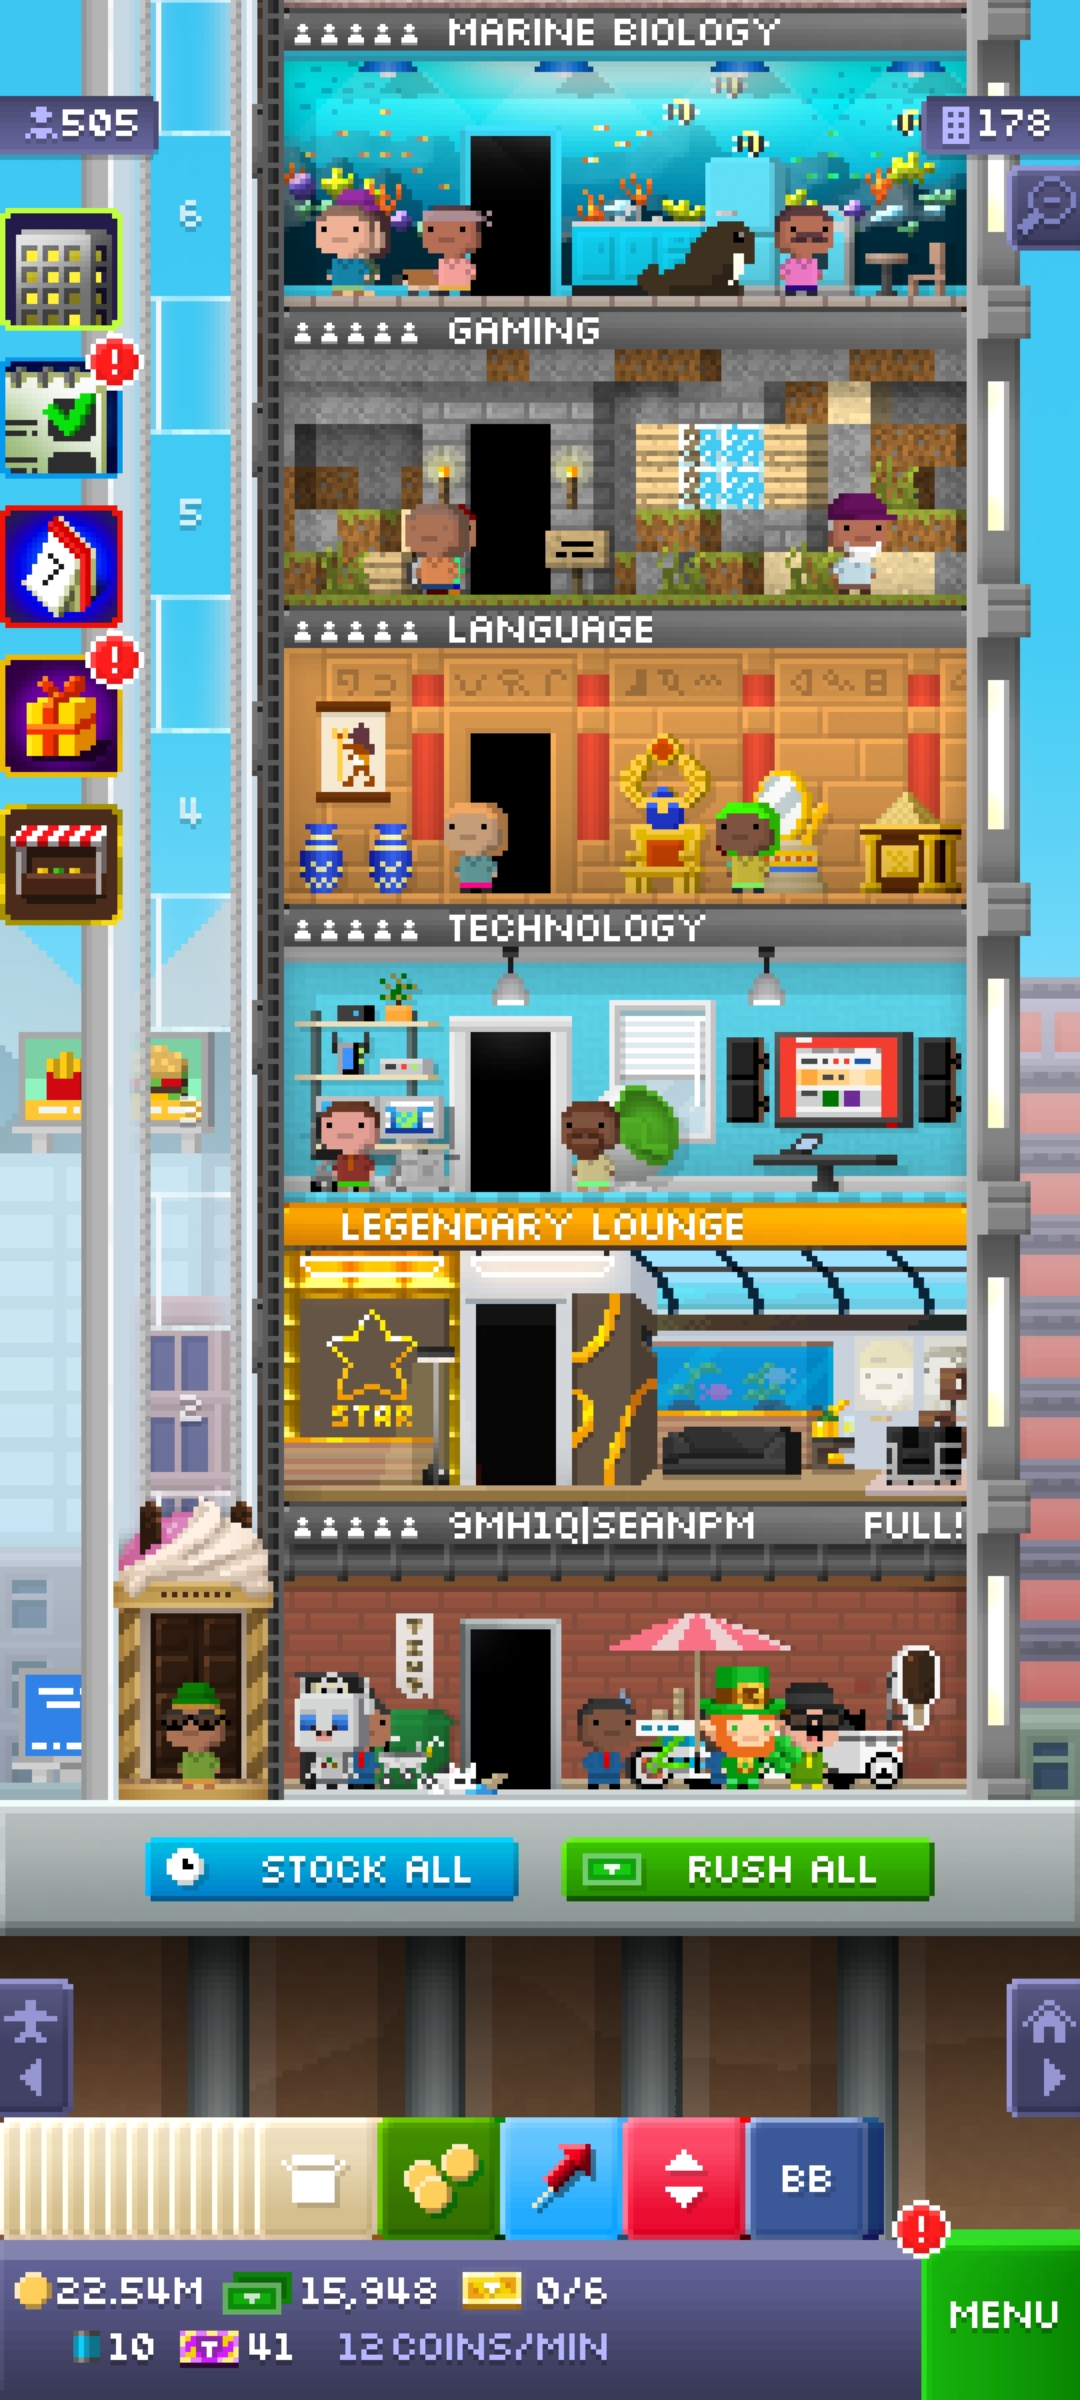 MARINE BIOLOGY
505
178
6
GAMING
5
LANGUAGE
4
TECHNOLOGY
LEGENDARY LOUNGE
STAR
2
9MH1Q|SEANPM FULL!
STOCK ALL
RUSH ALL
BB
22.54M 15,948 0/6
10 41 12 COINS/MIN
MENU